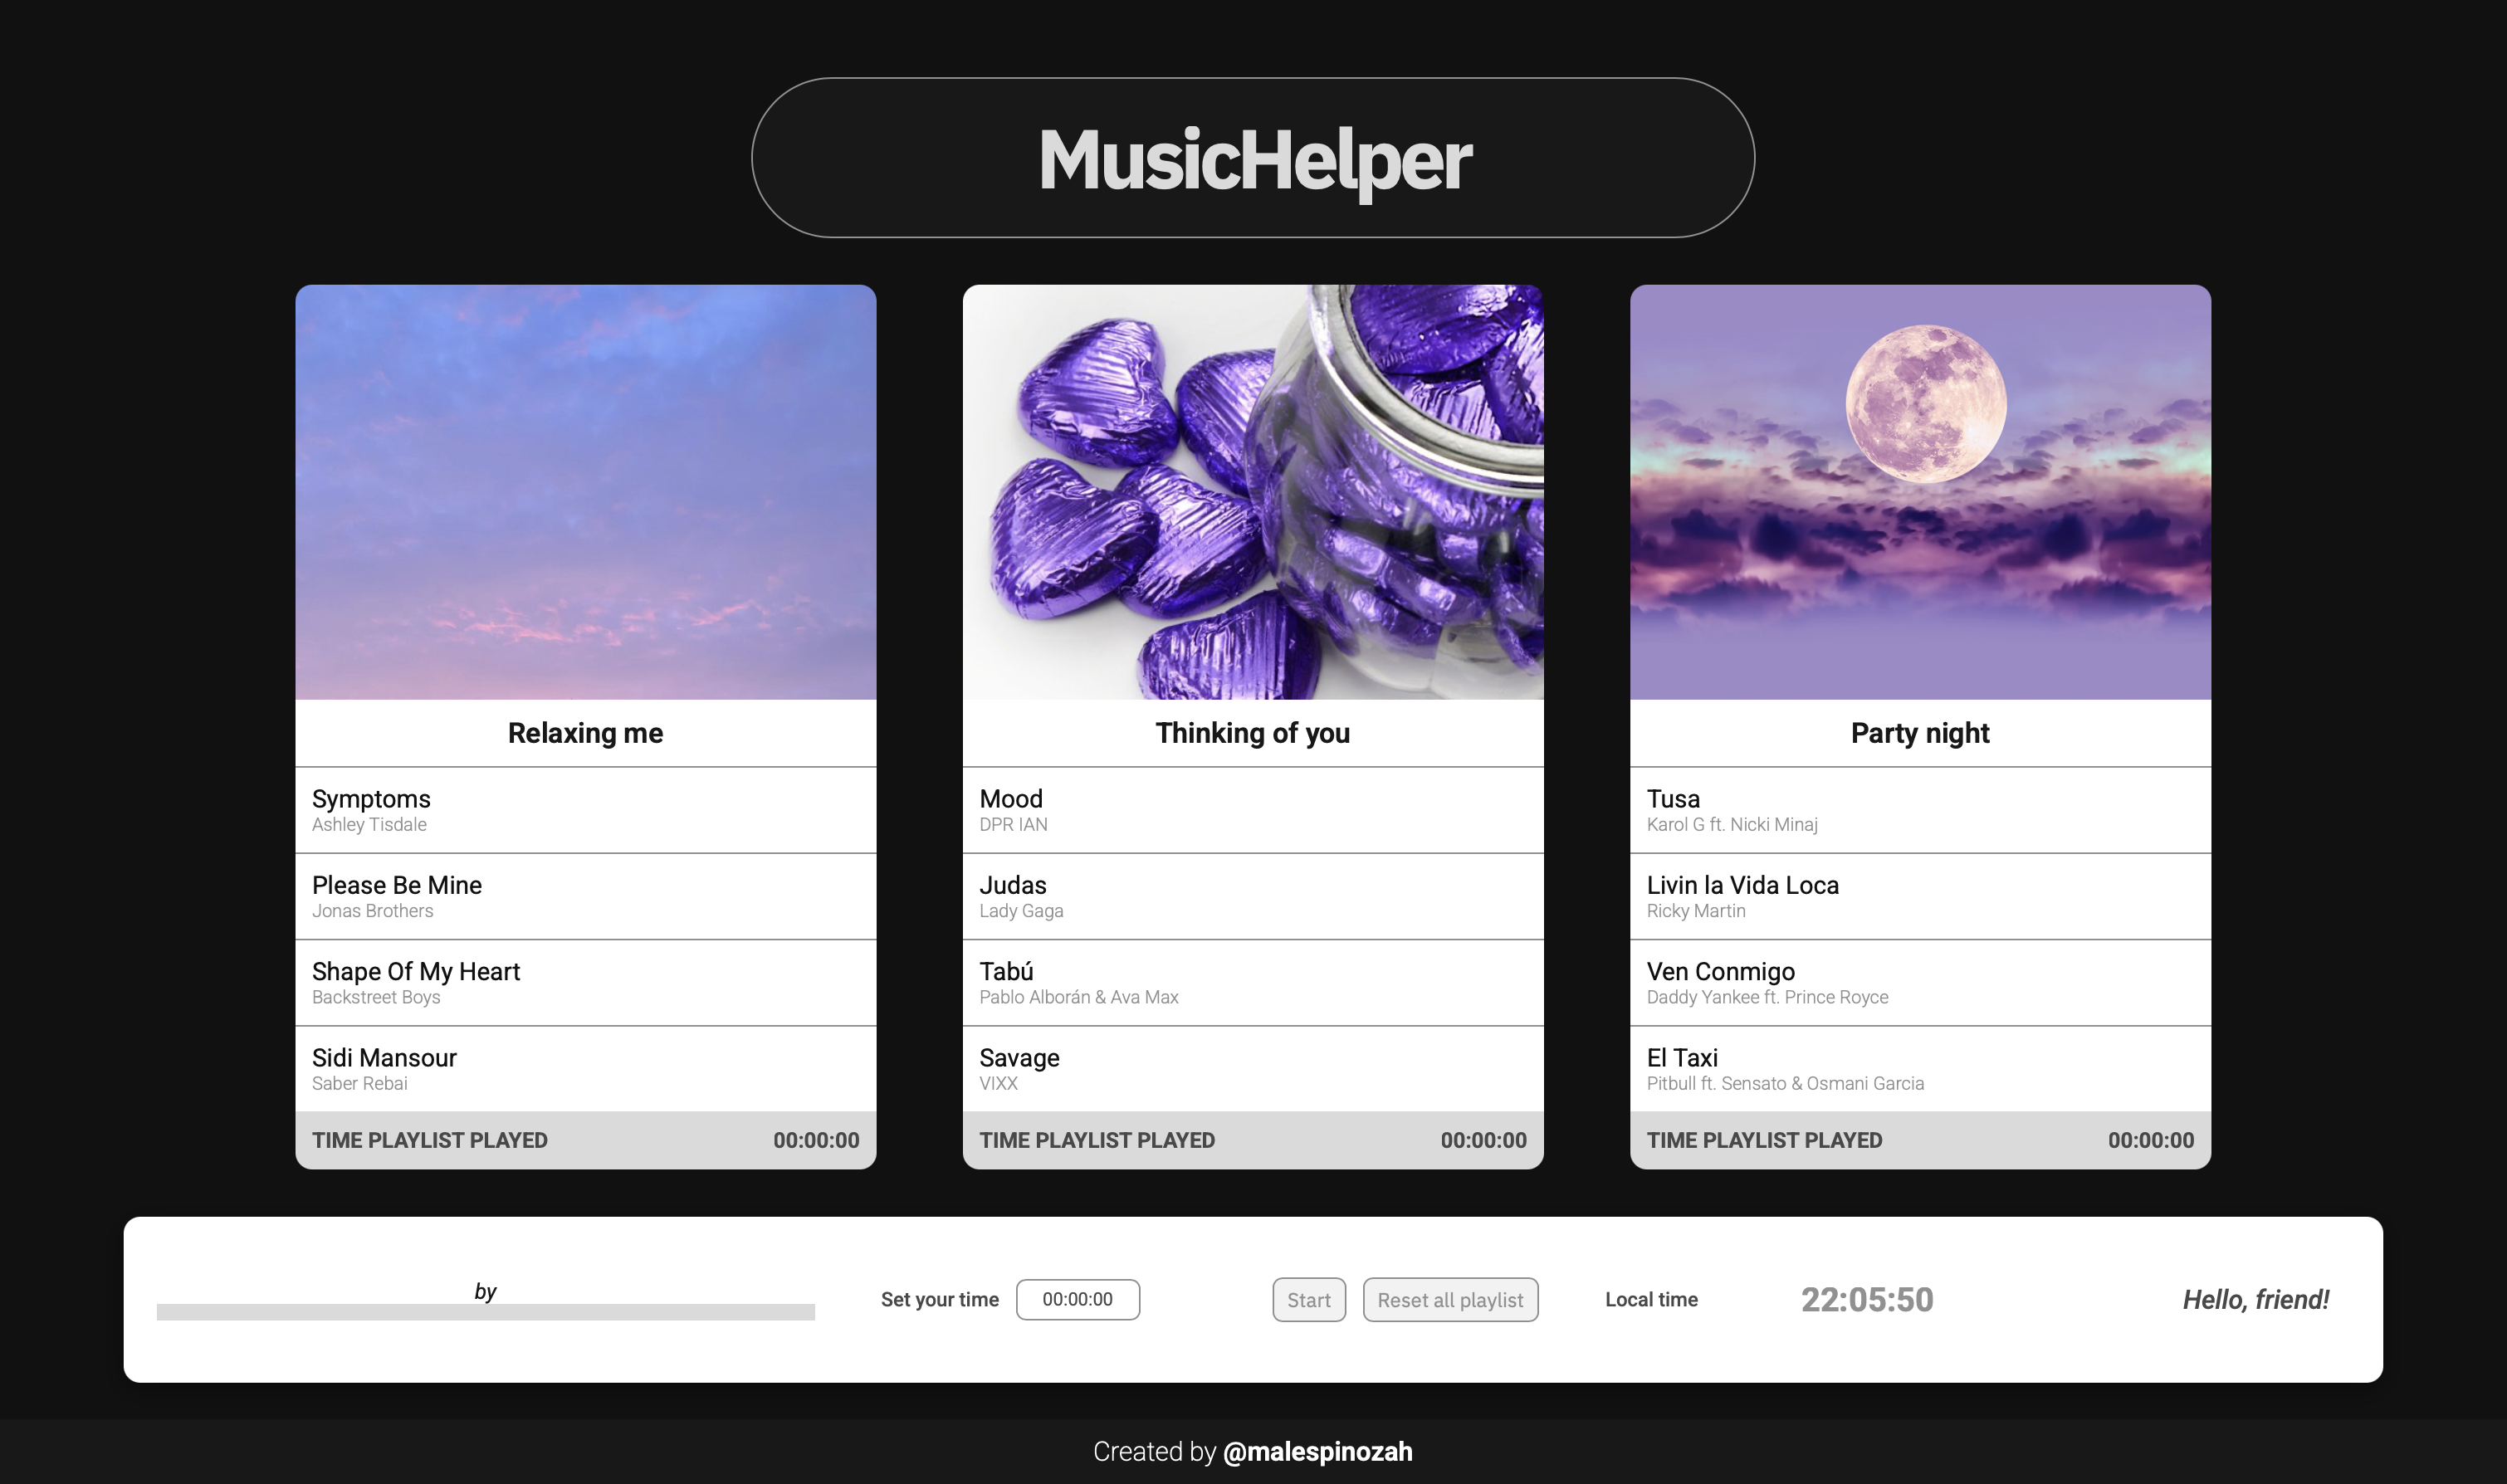 MusicHelper
Relaxing me
Symptoms
Ashley Tisdale
Please Be Mine
Jonas Brothers
Shape Of My Heart
Backstreet Boys
Sidi Mansour
Saber Rebai
TIME PLAYLIST PLAYED 00:00:00
Thinking of you
Mood
DPR IAN
Judas
Lady Gaga
Tabú
Pablo Alborán & Ava Max
Savage
VIXX
TIME PLAYLIST PLAYED 00:00:00
Party night
Tusa
Karol G ft. Nicki Minaj
Livin la Vida Loca
Ricky Martin
Ven Conmigo
Daddy Yankee ft. Prince Royce
El Taxi
Pitbull ft. Sensato & Osmani Garcia
TIME PLAYLIST PLAYED 00:00:00
by
Set your time 00:00:00
Start Reset all playlist
Local time 22:05:50
Hello, friend!
Created by @malespinozah